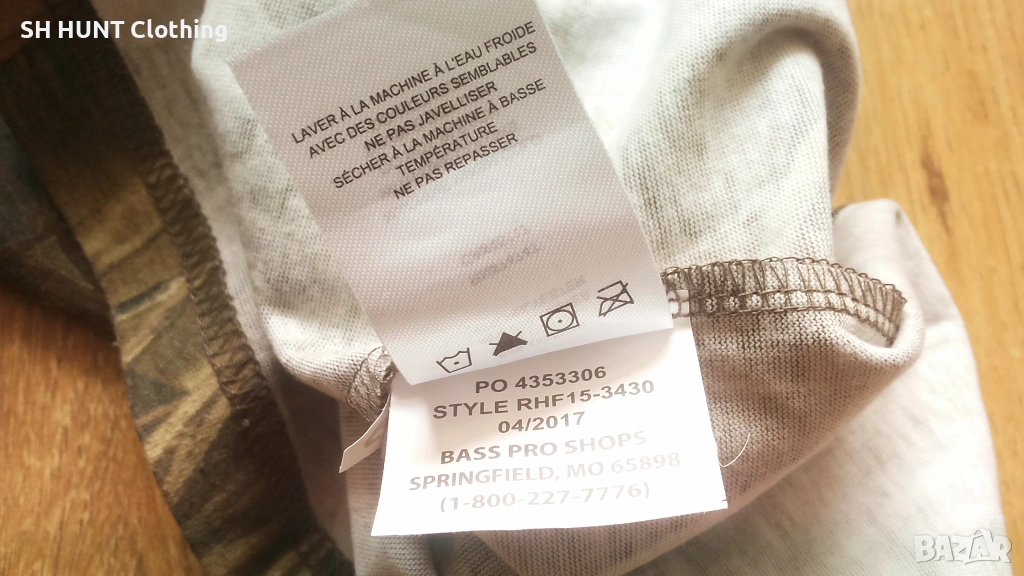 SH HUNT Clothing
LAVER À LA MACHINE À L'EAU FROIDE
AVEC DES COULEURS SEMBLABLES
NE PAS JAVELLISER
SÉCHER À LA MACHINE À BASSE
TEMPÉRATURE
NE PAS REPASSER
PO 4353306
STYLE RHF15-3430
04/2017
BASS PRO SHOPS
SPRINGFIELD, MO 65898
(1-800-227-7776)
BAZAR